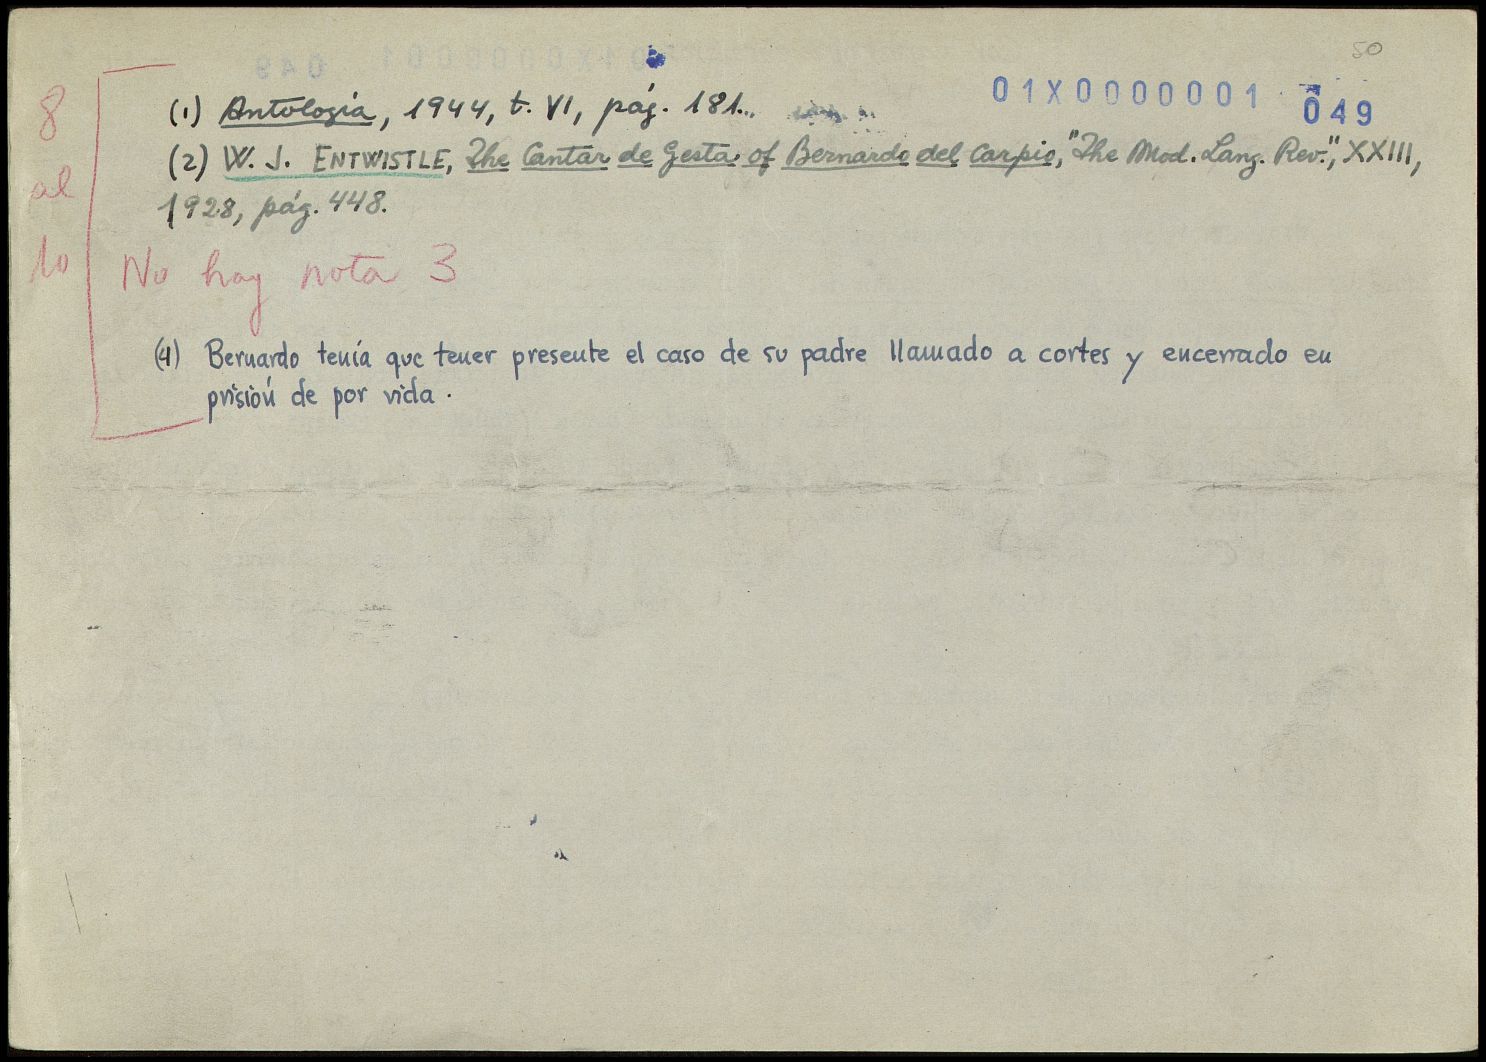 50
01X0000001 049
8 al 10
(1) Antología, 1944, t. VI, pág. 181...
(2) W. J. ENTWISTLE, The Cantar de Gesta of Bernardo del Carpio, "The Mod. Lang. Rev.", XXIII,
1928, pág. 448.
No hay nota 3
(4) Bernardo tenía que tener presente el caso de su padre llamado a cortes y encerrado en
prisión de por vida.